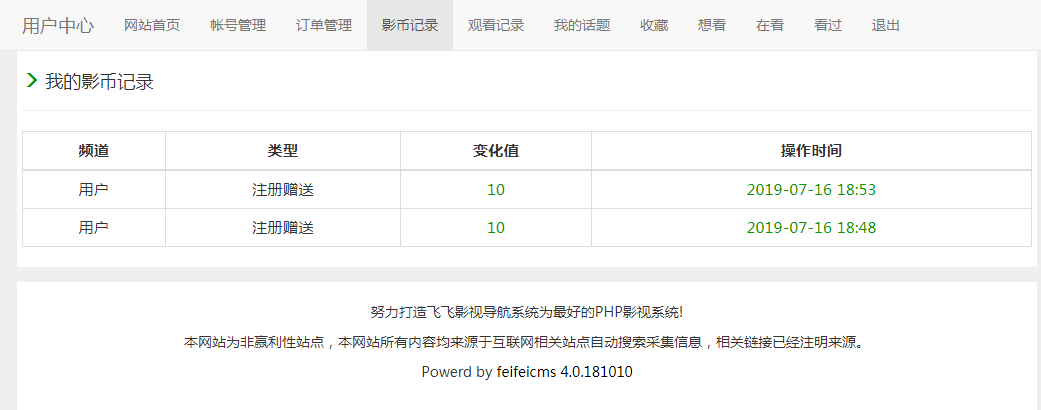 用户中心 网站首页 帐号管理 订单管理 影币记录 观看记录 我的话题 收藏 想看 在看 看过 退出
我的影币记录
频道 类型 变化值 操作时间
用户 注册赠送 10 2019-07-16 18:53
用户 注册赠送 10 2019-07-16 18:48
努力打造飞飞影视导航系统为最好的PHP影视系统!
本网站为非赢利性站点，本网站所有内容均来源于互联网相关站点自动搜索采集信息，相关链接已经注明来源。
Powerd by feifeicms 4.0.181010